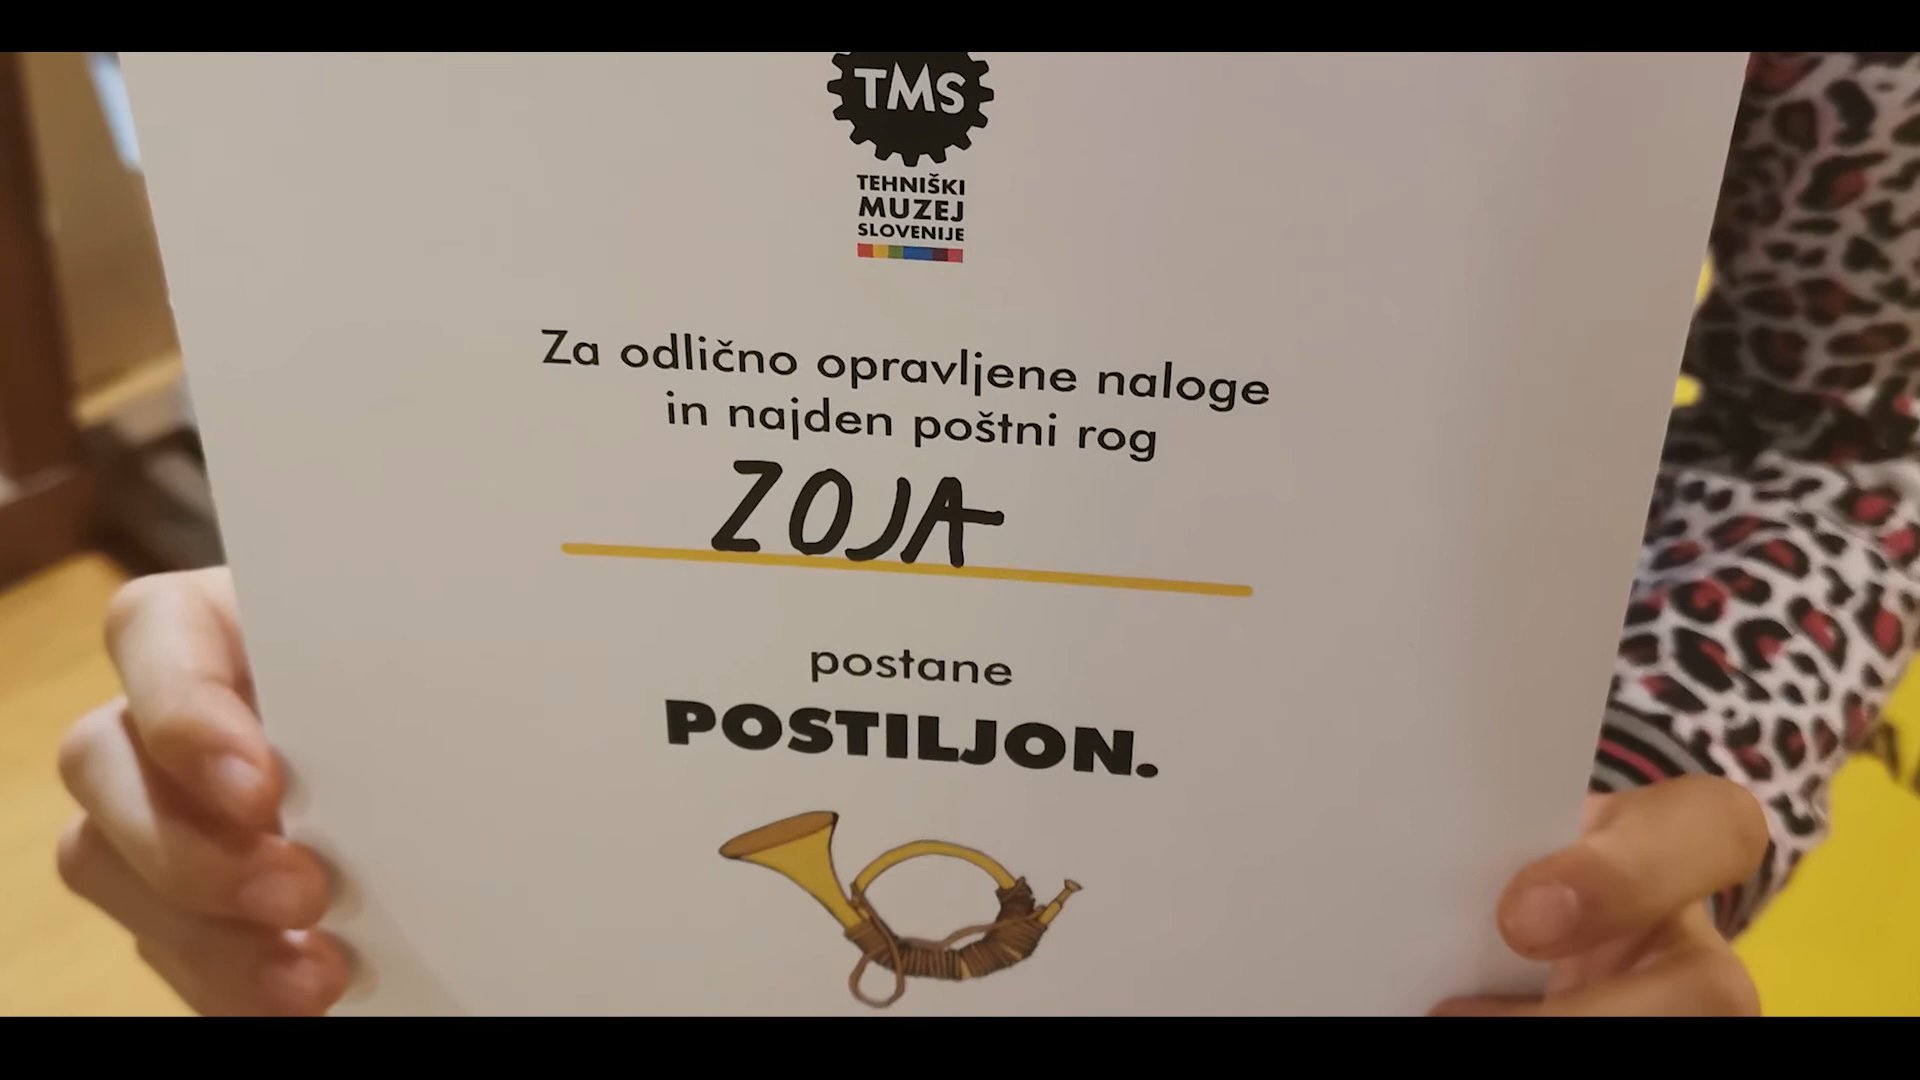 TMS
TEHNIŠKI
MUZEJ
SLOVENIJE
Za odlično opravljene naloge
in najden poštni rog
ZOJA
postane
POSTILJON.